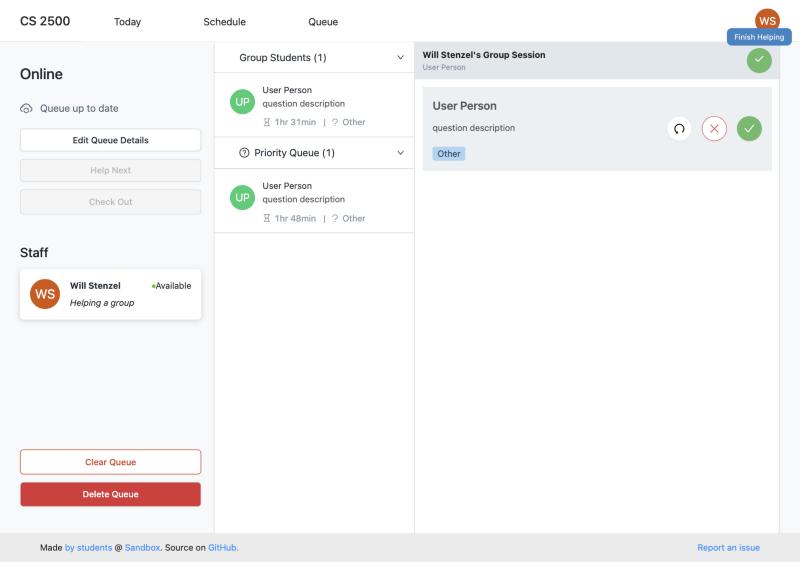 CS 2500 Today Schedule Queue WS
Finish Helping
Online
Queue up to date
Edit Queue Details
Help Next
Check Out
Staff
WS
Will Stenzel Available
Helping a group
Clear Queue
Delete Queue
Group Students (1)
UP
User Person
question description
1hr 31min | ? Other
? Priority Queue (1)
UP
User Person
question description
1hr 48min | ? Other
Will Stenzel's Group Session
User Person
User Person
question description
Other
Made by students @ Sandbox. Source on GitHub.
Report an issue